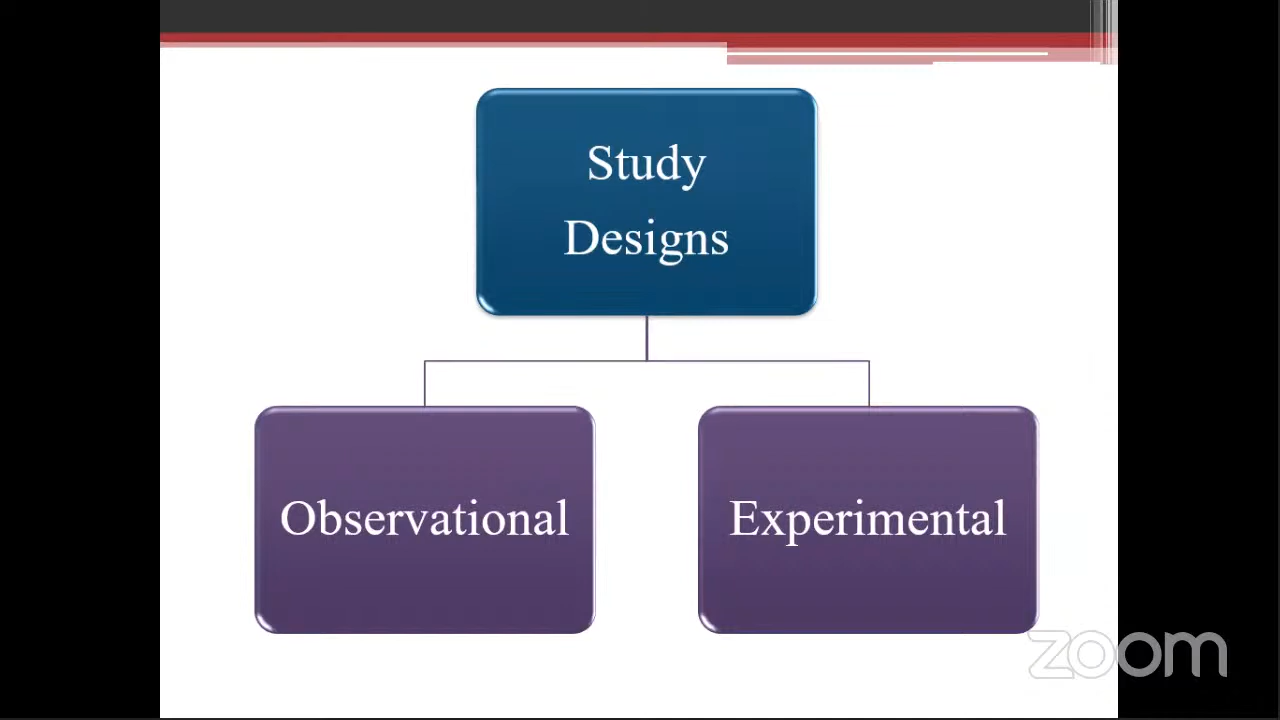 Study
Designs
Observational
Experimental
zoom